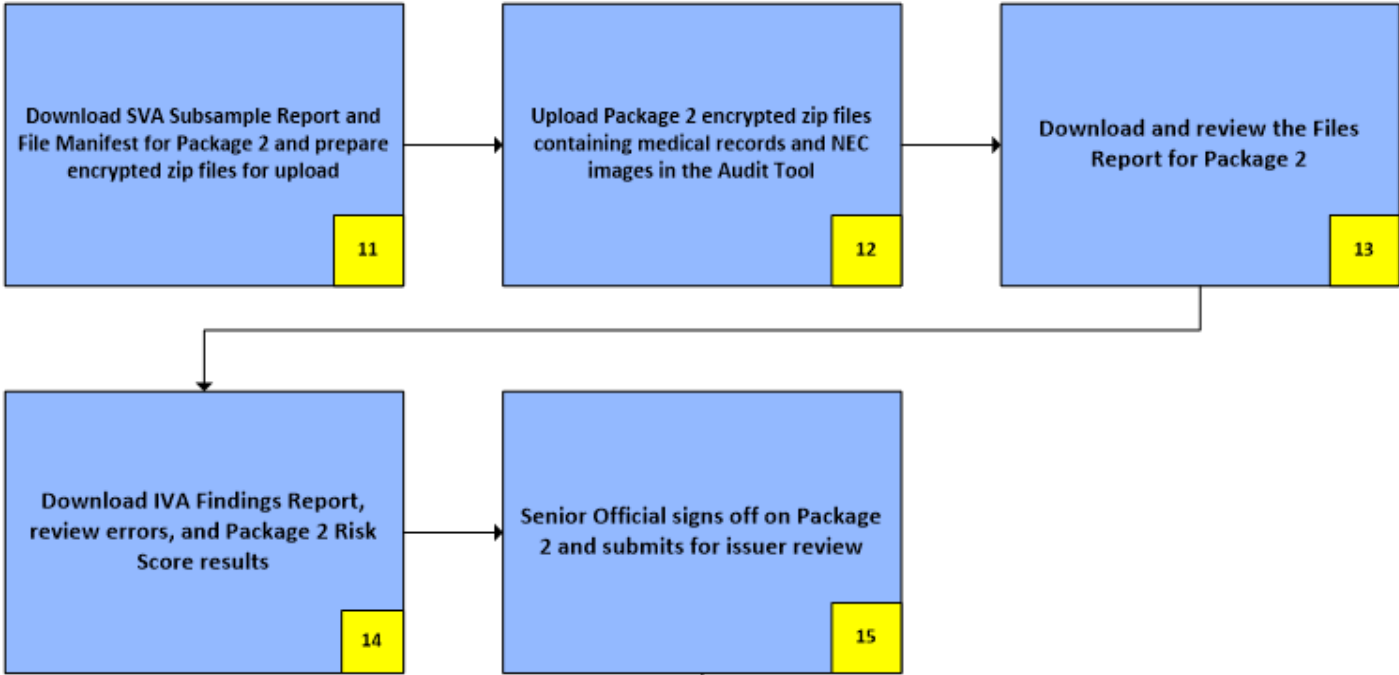 Download SVA Subsample Report and
File Manifest for Package 2 and prepare
encrypted zip files for upload
11
Upload Package 2 encrypted zip files
containing medical records and NEC
images in the Audit Tool
12
Download and review the Files
Report for Package 2
13
Download IVA Findings Report,
review errors, and Package 2 Risk
Score results
14
Senior Official signs off on Package
2 and submits for issuer review
15